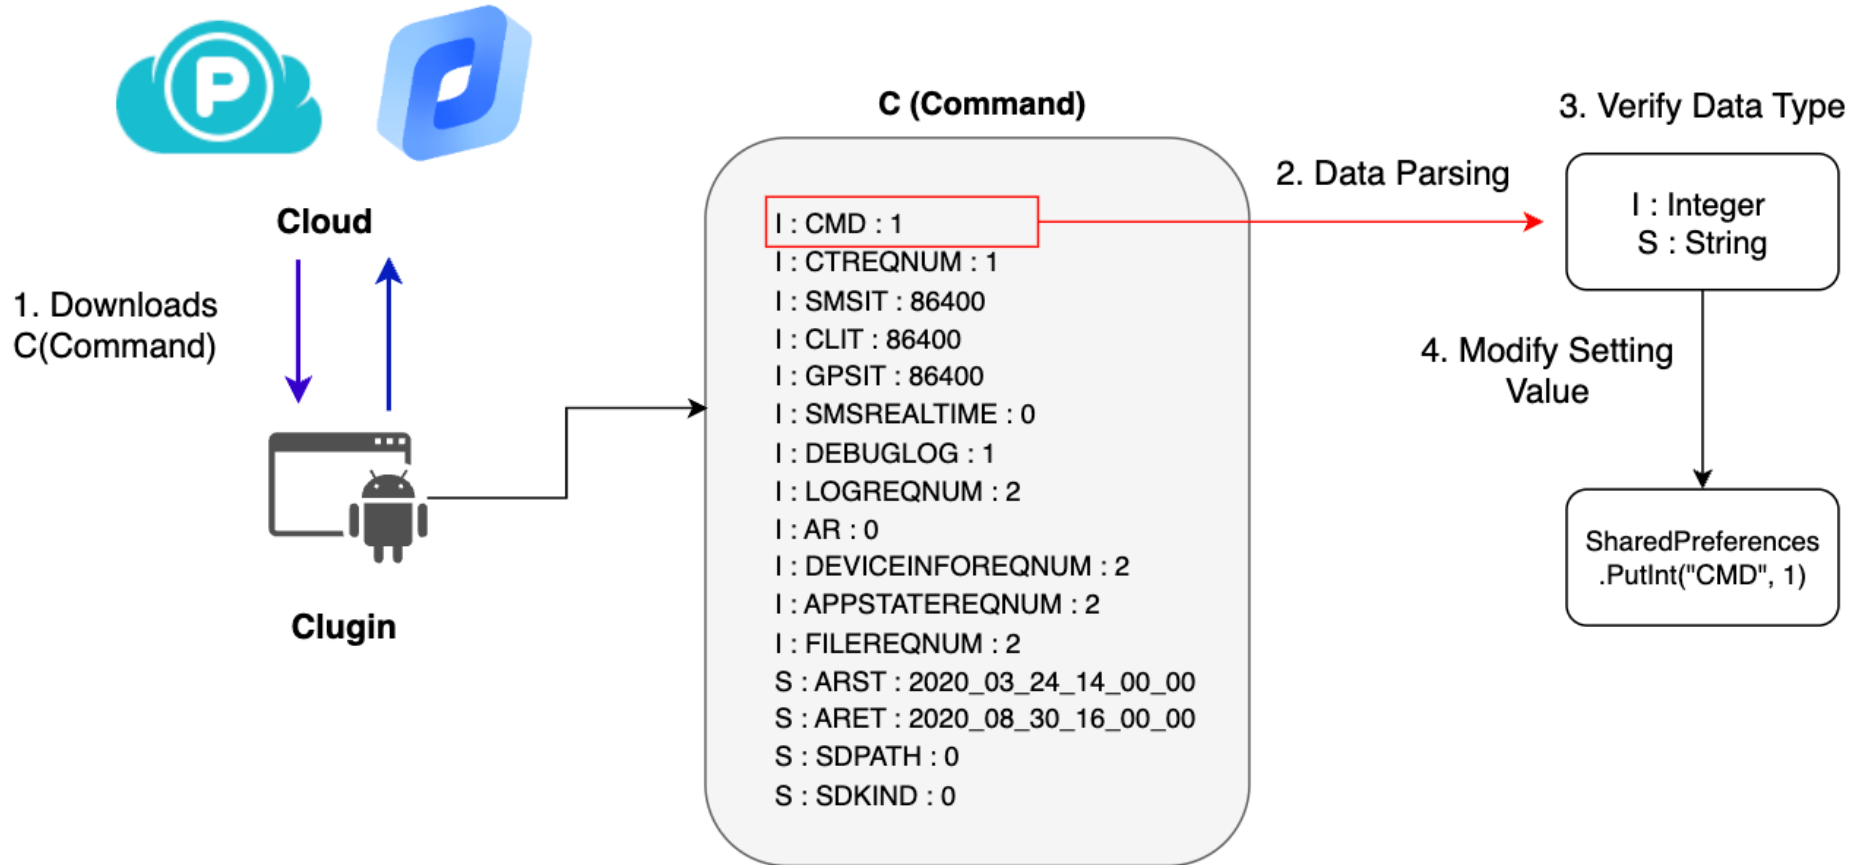 P
Cloud
1. Downloads
C(Command)
Clugin
C (Command)
I : CMD : 1
I : CTREQNUM : 1
I : SMSIT : 86400
I : CLIT : 86400
I : GPSIT : 86400
I : SMSREALTIME : 0
I : DEBUGLOG : 1
I : LOGREQNUM : 2
I : AR : 0
I : DEVICEINFOREQNUM : 2
I : APPSTATEREQNUM : 2
I : FILEREQNUM : 2
S : ARST : 2020_03_24_14_00_00
S : ARET : 2020_08_30_16_00_00
S : SDPATH : 0
S : SDKIND : 0
2. Data Parsing
3. Verify Data Type
I : Integer
S : String
4. Modify Setting
Value
SharedPreferences
.PutInt("CMD", 1)